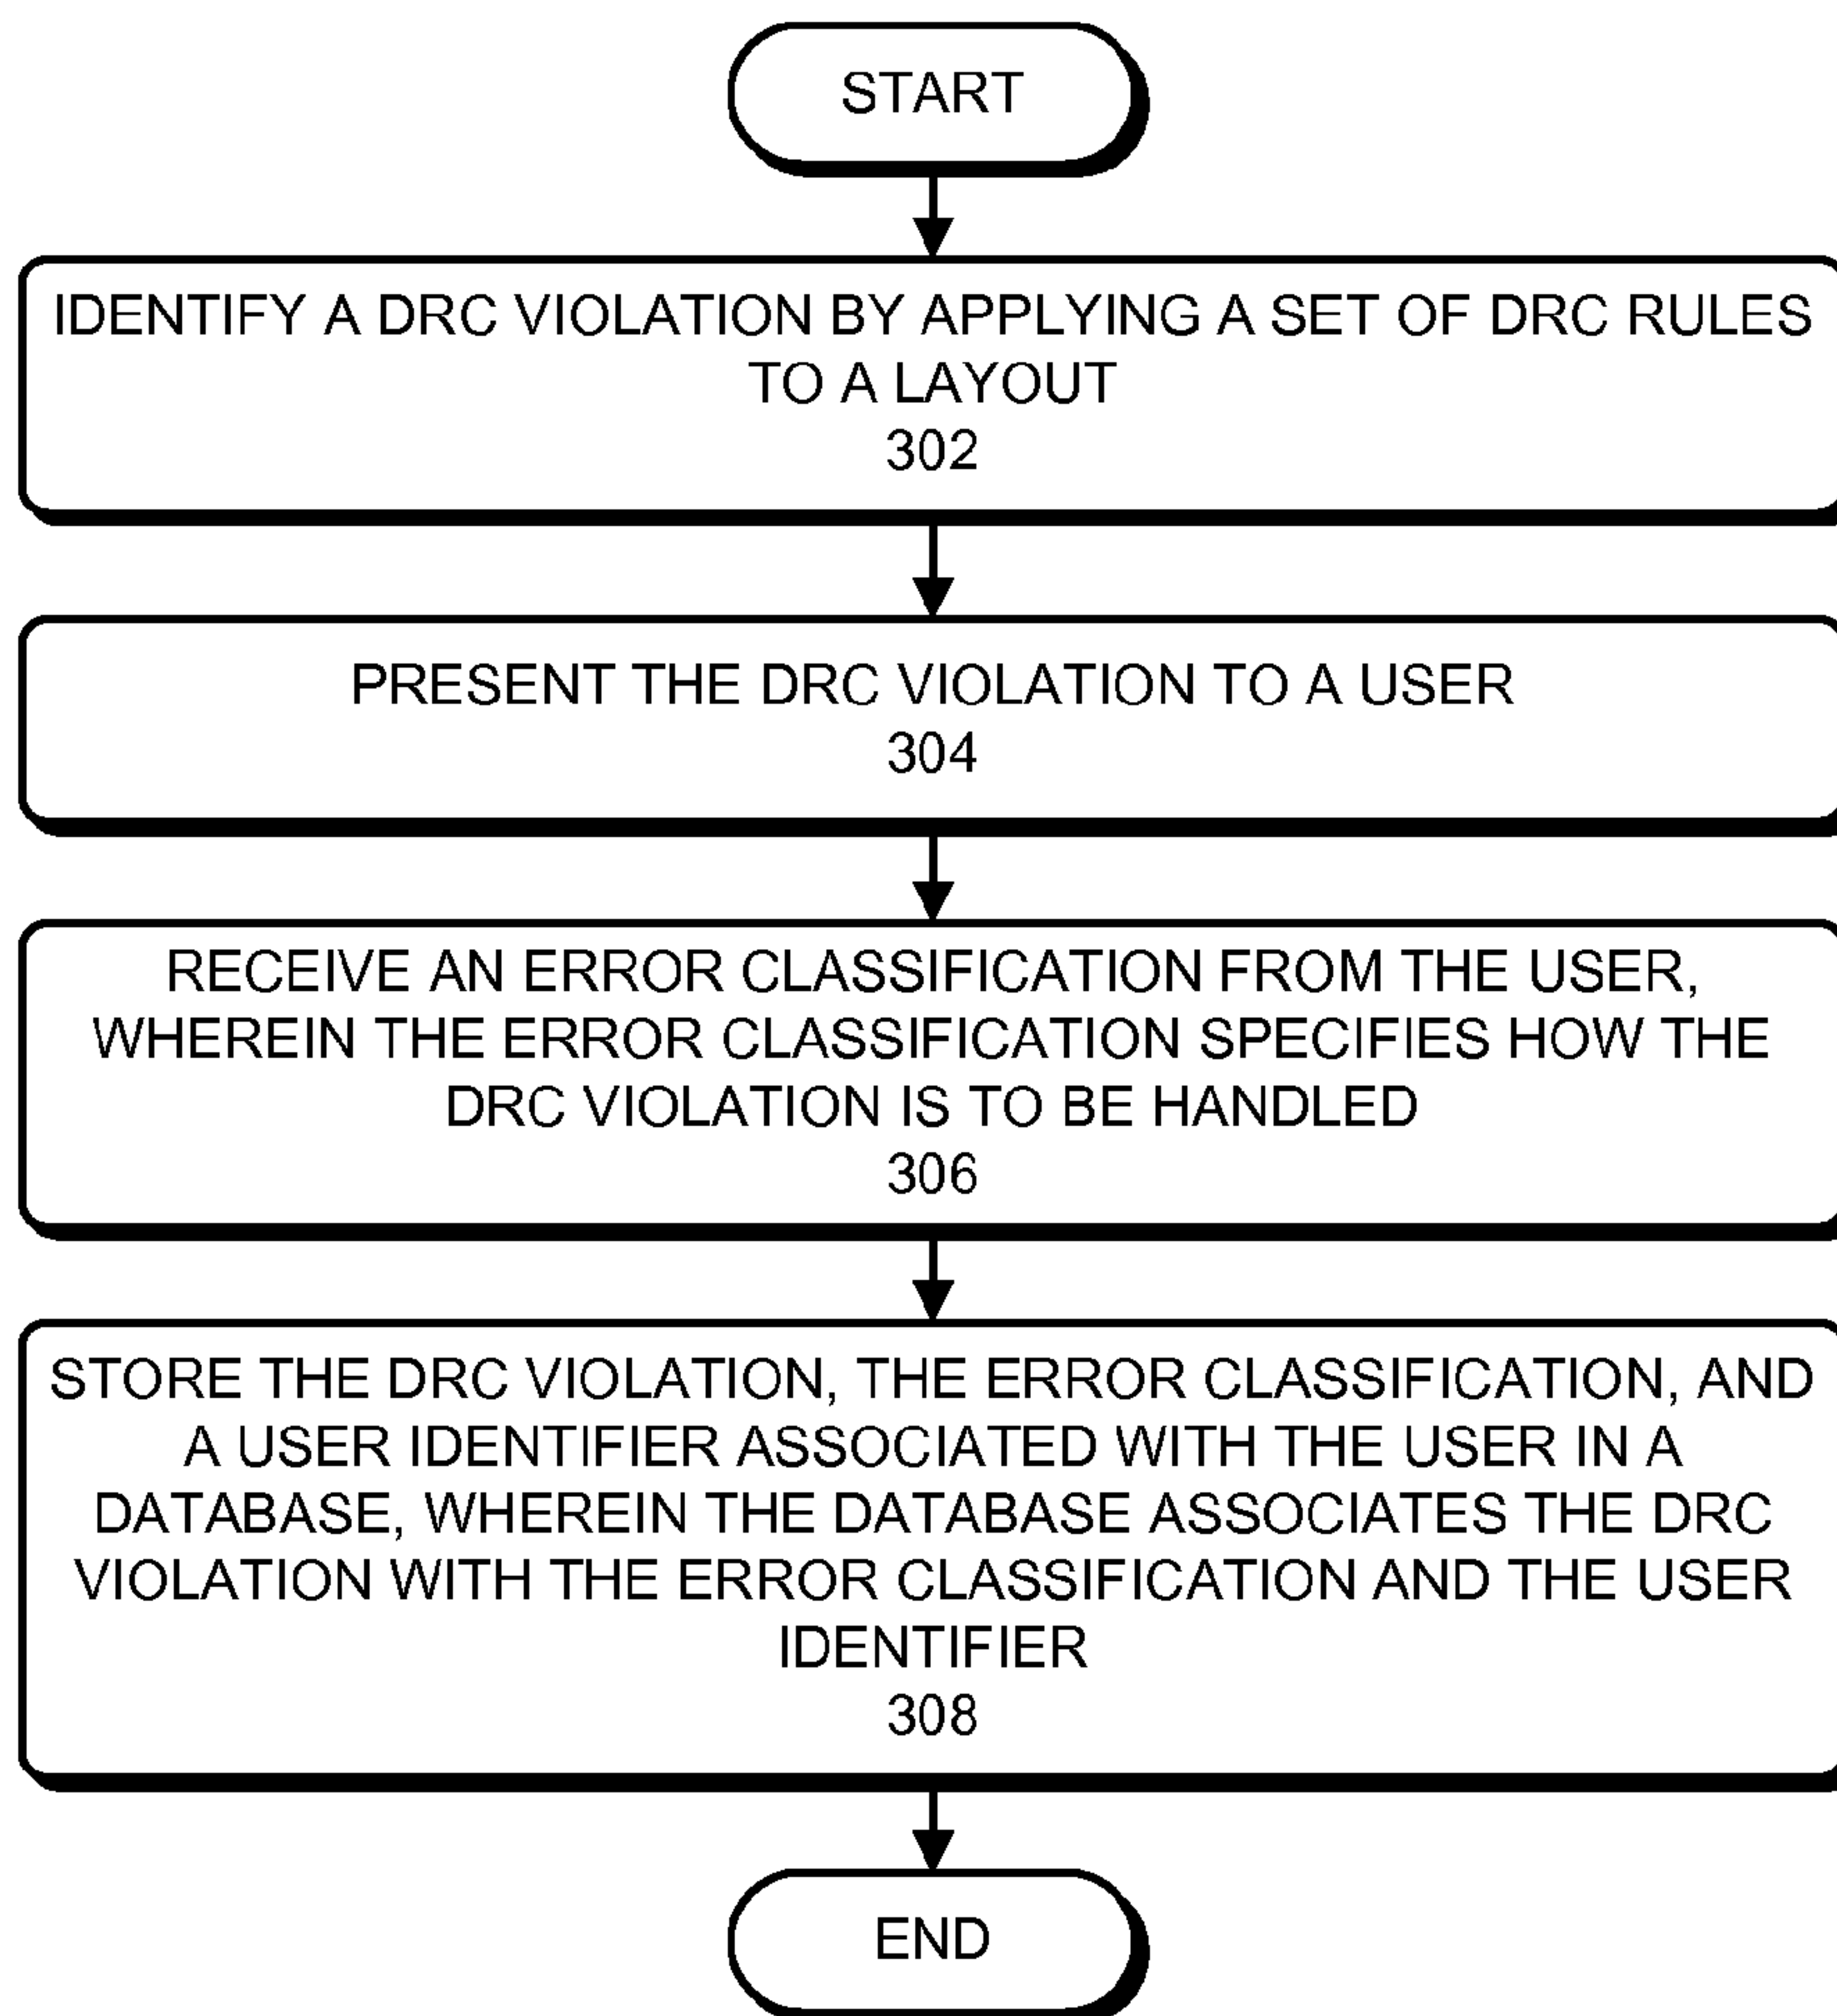 START
IDENTIFY A DRC VIOLATION BY APPLYING A SET OF DRC RULES
TO A LAYOUT
302
PRESENT THE DRC VIOLATION TO A USER
304
RECEIVE AN ERROR CLASSIFICATION FROM THE USER,
WHEREIN THE ERROR CLASSIFICATION SPECIFIES HOW THE
DRC VIOLATION IS TO BE HANDLED
306
STORE THE DRC VIOLATION, THE ERROR CLASSIFICATION, AND
A USER IDENTIFIER ASSOCIATED WITH THE USER IN A
DATABASE, WHEREIN THE DATABASE ASSOCIATES THE DRC
VIOLATION WITH THE ERROR CLASSIFICATION AND THE USER
IDENTIFIER
308
END